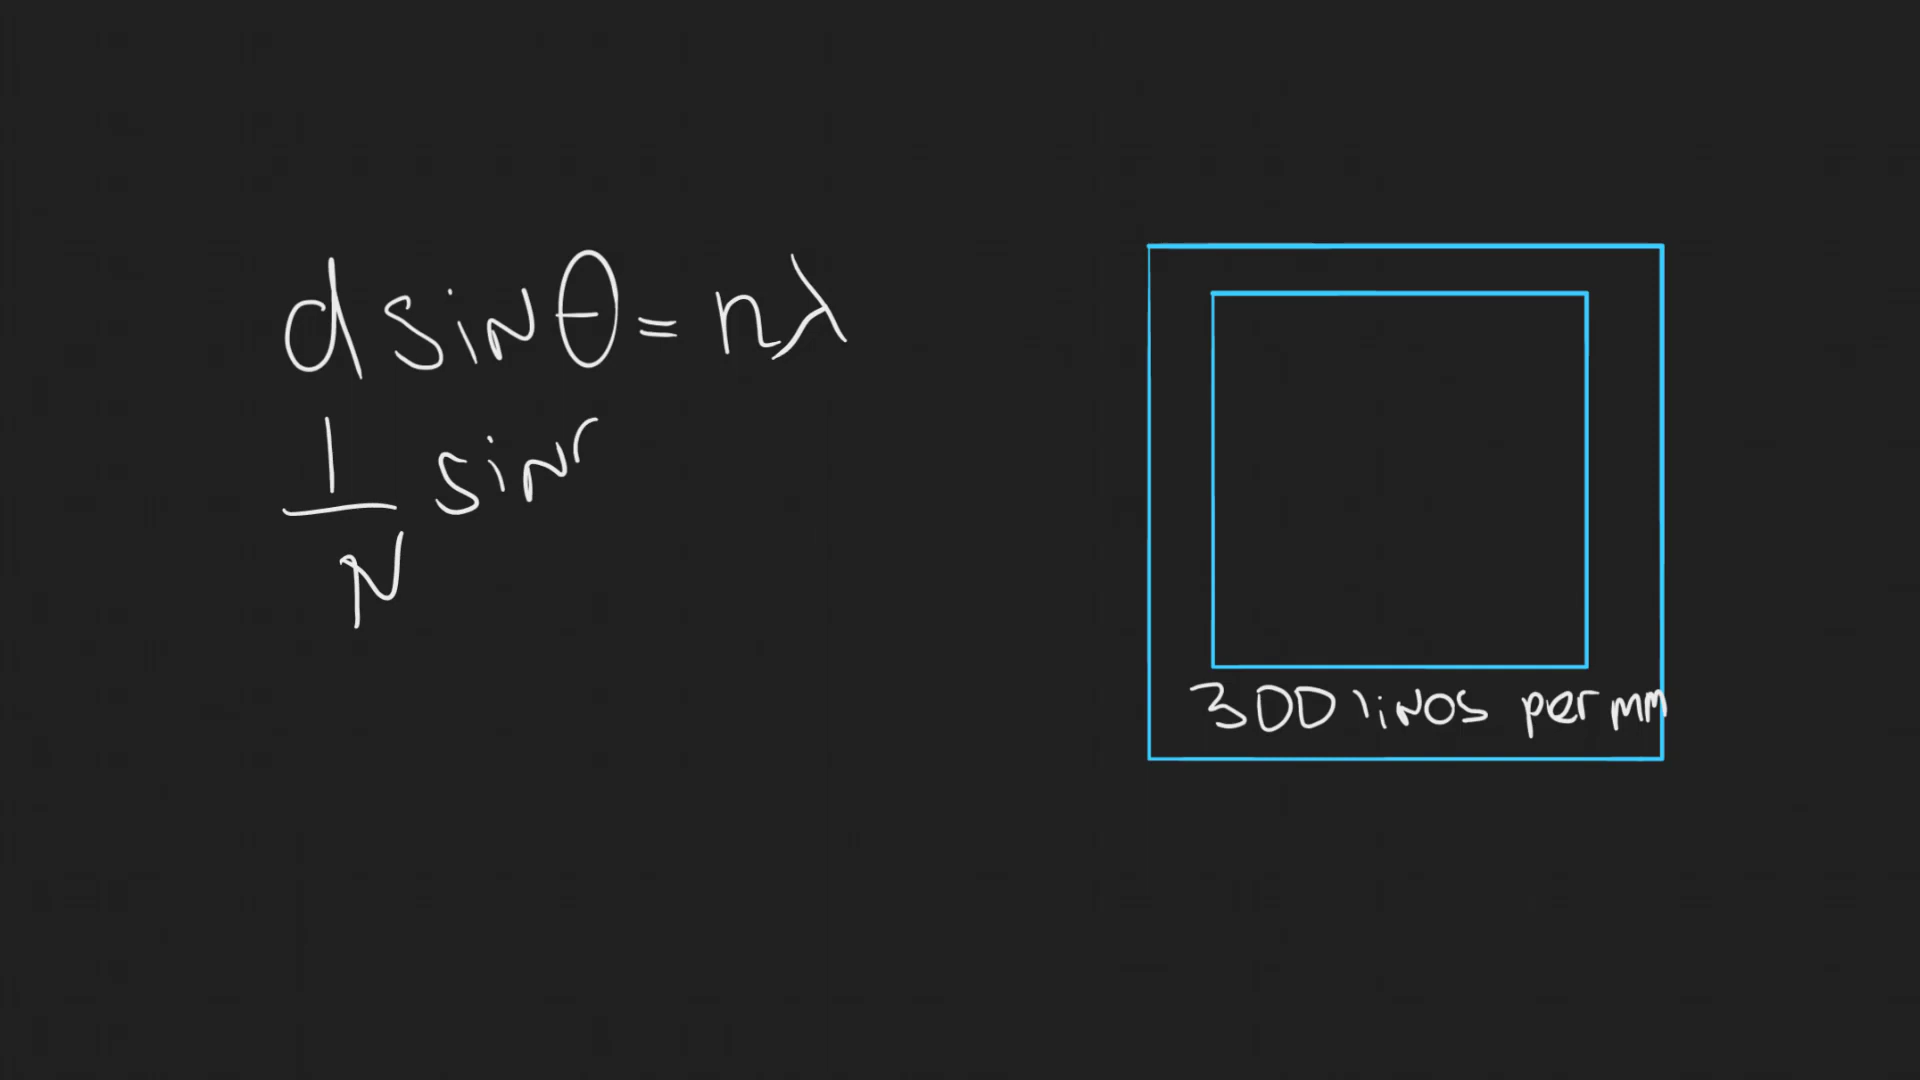 d sin θ = nλ
1/N sin
300 lines per mm